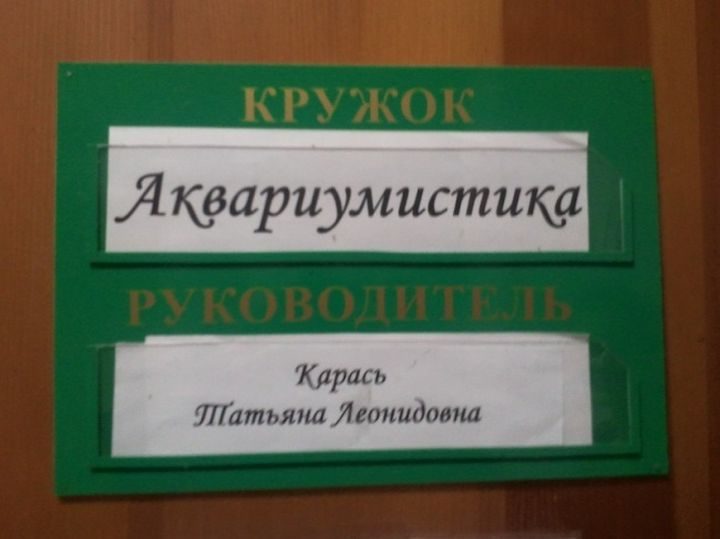 КРУЖОК
Аквариумистика
РУКОВОДИТЕЛЬ
Карась
Татьяна Леонидовна